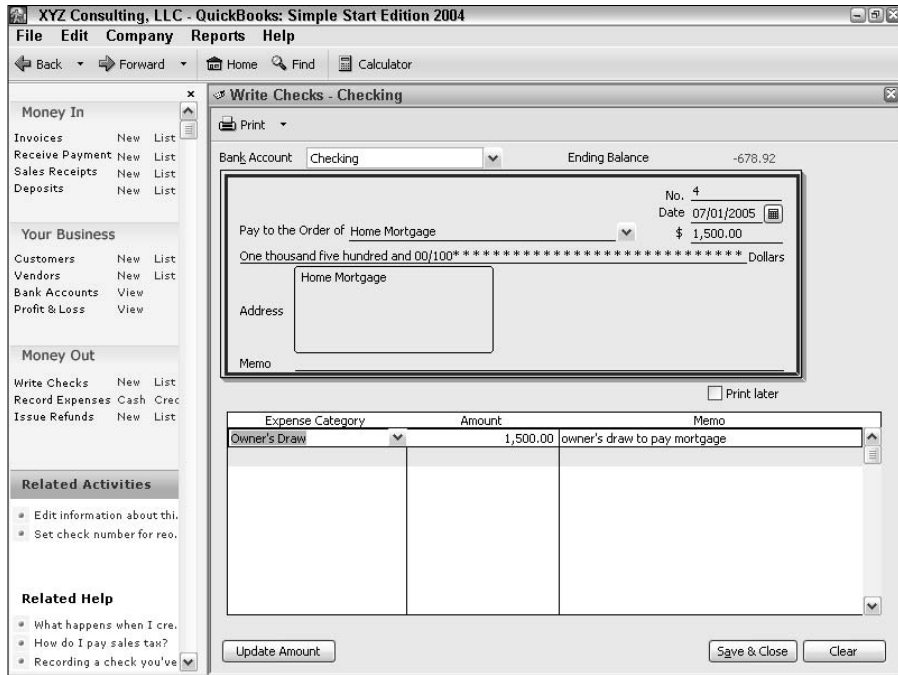 XYZ Consulting, LLC - QuickBooks: Simple Start Edition 2004
File Edit Company Reports Help
Back Forward Home Find Calculator
Money In
Invoices New List
Receive Payment New List
Sales Receipts New List
Deposits New List
Your Business
Customers New List
Vendors New List
Bank Accounts View
Profit & Loss View
Money Out
Write Checks New List
Record Expenses Cash Crec
Issue Refunds New List
Related Activities
Edit information about thi.
Set check number for reo.
Related Help
What happens when I cre.
How do I pay sales tax?
Recording a check you've
Write Checks - Checking
Print
Bank Account Checking Ending Balance -678.92
No. 4
Date 07/01/2005
Pay to the Order of Home Mortgage $ 1,500.00
One thousand five hundred and 00/100* * * * * * * * * * * * * * * * * * * * * * * * * * * * * Dollars
Home Mortgage
Address
Memo
Print later
Expense Category Amount Memo
Owner's Draw 1,500.00 owner's draw to pay mortgage
Update Amount Save & Close Clear